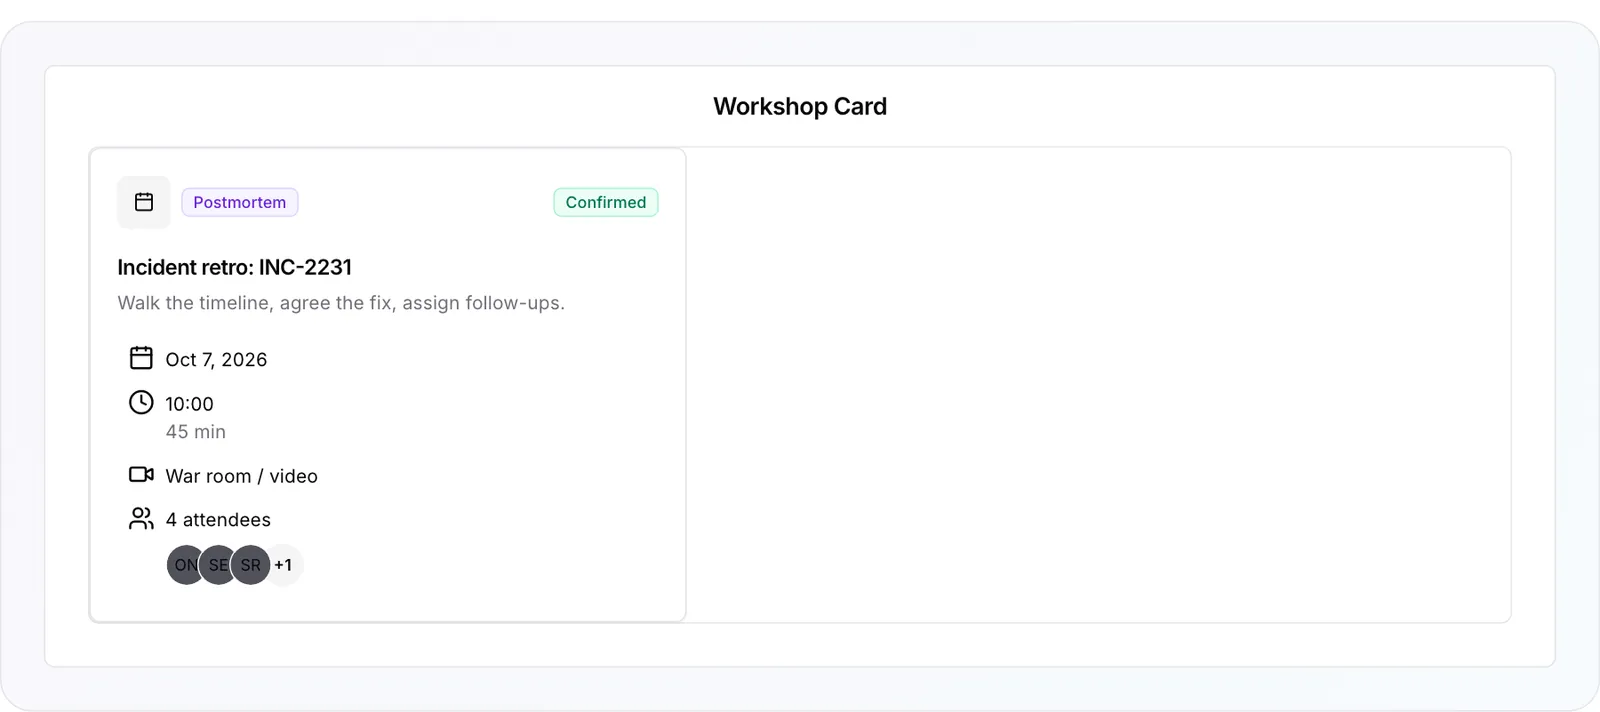 Workshop Card
Postmortem
Confirmed
Incident retro: INC-2231
Walk the timeline, agree the fix, assign follow-ups.
Oct 7, 2026
10:00
45 min
War room / video
4 attendees
ON SE SR +1